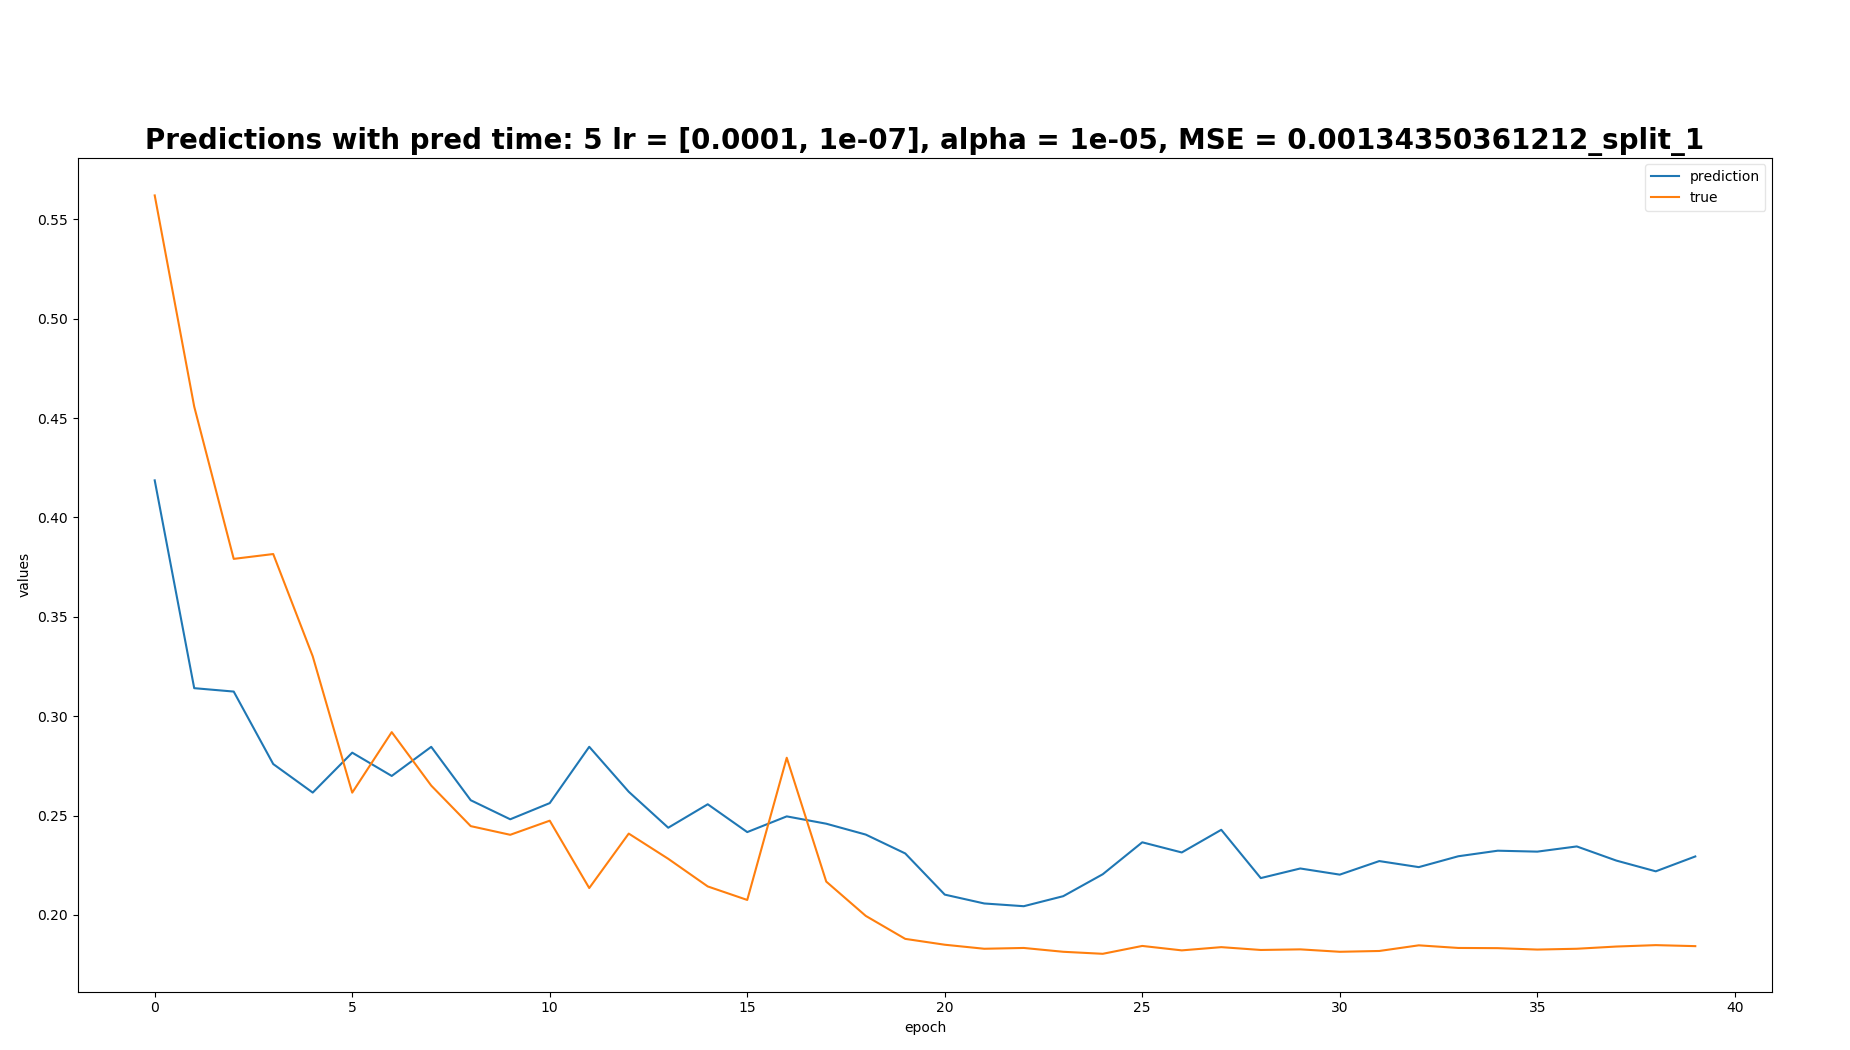 Predictions with pred time: 5 lr = [0.0001, 1e-07], alpha = 1e-05, MSE = 0.00134350361212_split_1
prediction
true
0.55
0.50
0.45
0.40
0.35
0.30
0.25
0.20
values
0 5 10 15 20 25 30 35 40
epoch